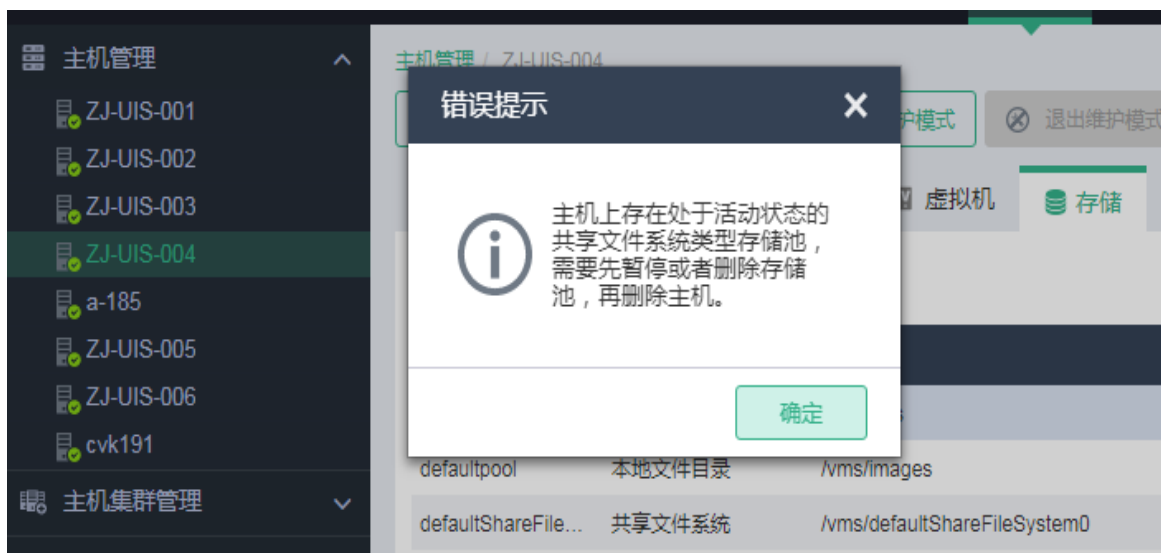 主机管理
ZJ-UIS-001
ZJ-UIS-002
ZJ-UIS-003
ZJ-UIS-004
a-185
ZJ-UIS-005
ZJ-UIS-006
cvk191
主机集群管理
主机管理 / ZJ-UIS-004
护模式
退出维护模式
虚拟机
存储
错误提示
主机上存在处于活动状态的
共享文件系统类型存储池，
需要先暂停或者删除存储
池，再删除主机。
确定
defaultpool 本地文件目录 /vms/images
defaultShareFile... 共享文件系统 /vms/defaultShareFileSystem0